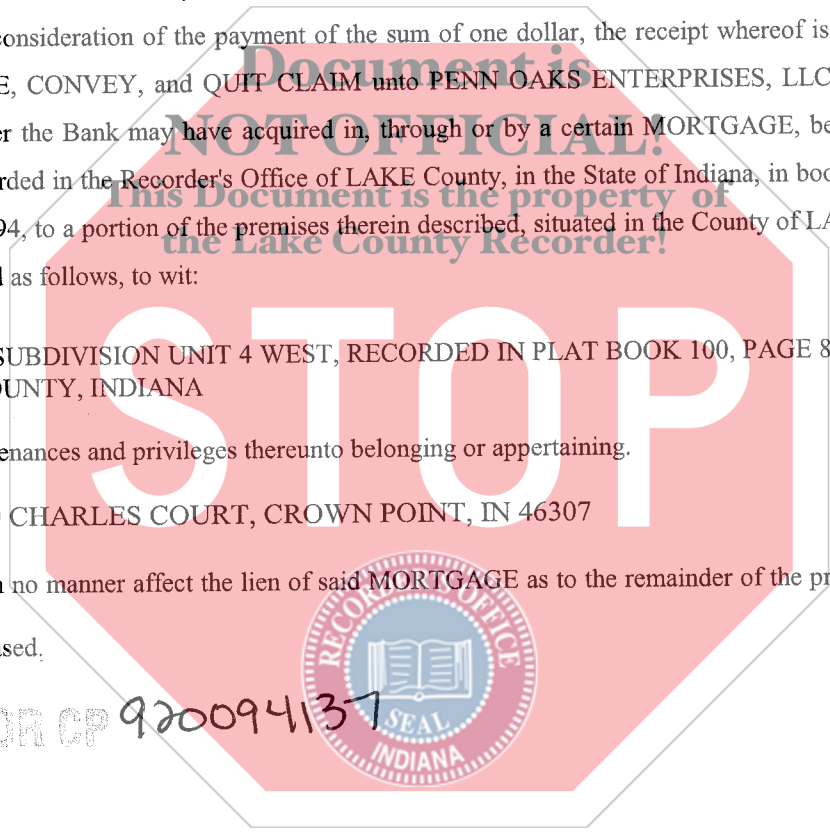 consideration of the payment of the sum of one dollar, the receipt whereof is
E, CONVEY, and QUIT CLAIM unto PENN OAKS ENTERPRISES, LLC
Document is
er the Bank may have acquired in, through or by a certain MORTGAGE, be
NOT OFFICIAL!
rded in the Recorder's Office of LAKE County, in the State of Indiana, in boo
This Document is the property of
94, to a portion of the premises therein described, situated in the County of LA
the Lake County Recorder!
d as follows, to wit:
STOP
SUBDIVISION UNIT 4 WEST, RECORDED IN PLAT BOOK 100, PAGE 8
OUNTY, INDIANA
enances and privileges thereunto belonging or appertaining.
CHARLES COURT, CROWN POINT, IN 46307
n no manner affect the lien of said MORTGAGE as to the remainder of the pr
ased.
RECORDER'S OFFICE
SEAL
INDIANA
OR CP 920094137